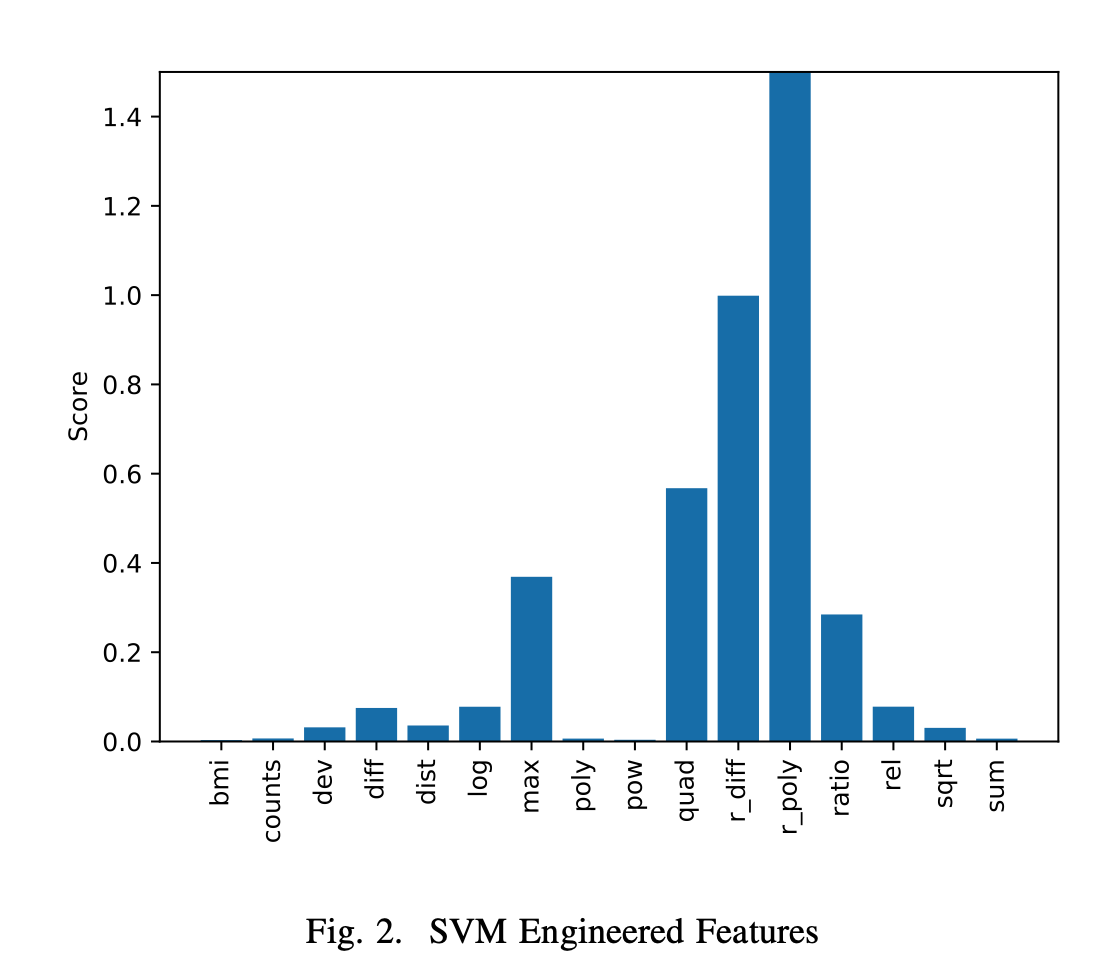 1.4
1.2
1.0
0.8
0.6
0.4
0.2
0.0
Score
bmi
counts
dev
diff
dist
log
max
poly
pow
quad
r_diff
r_poly
ratio
rel
sqrt
sum
Fig. 2. SVM Engineered Features